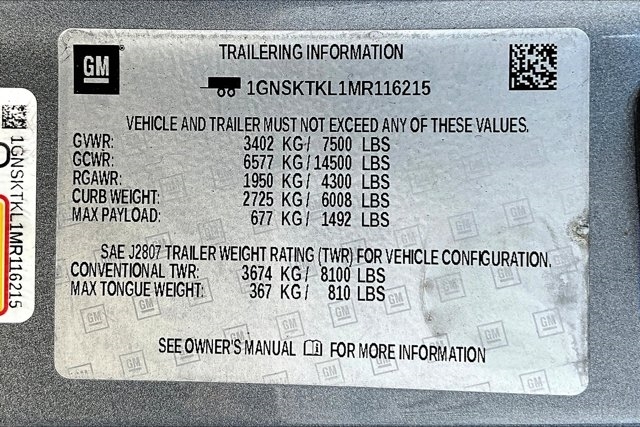 GM
TRAILERING INFORMATION
1GNSKTKL1MR116215
VEHICLE AND TRAILER MUST NOT EXCEED ANY OF THESE VALUES.
GVWR: 3402 KG/ 7500 LBS
GCWR: 6577 KG/ 14500 LBS
RGAWR: 1950 KG/ 4300 LBS
CURB WEIGHT: 2725 KG/ 6008 LBS
MAX PAYLOAD: 677 KG/ 1492 LBS
SAE J2807 TRAILER WEIGHT RATING (TWR) FOR VEHICLE CONFIGURATION.
CONVENTIONAL TWR: 3674 KG/ 8100 LBS
MAX TONGUE WEIGHT: 367 KG/ 810 LBS
SEE OWNER'S MANUAL FOR MORE INFORMATION
1GNSKTKL1MR116215